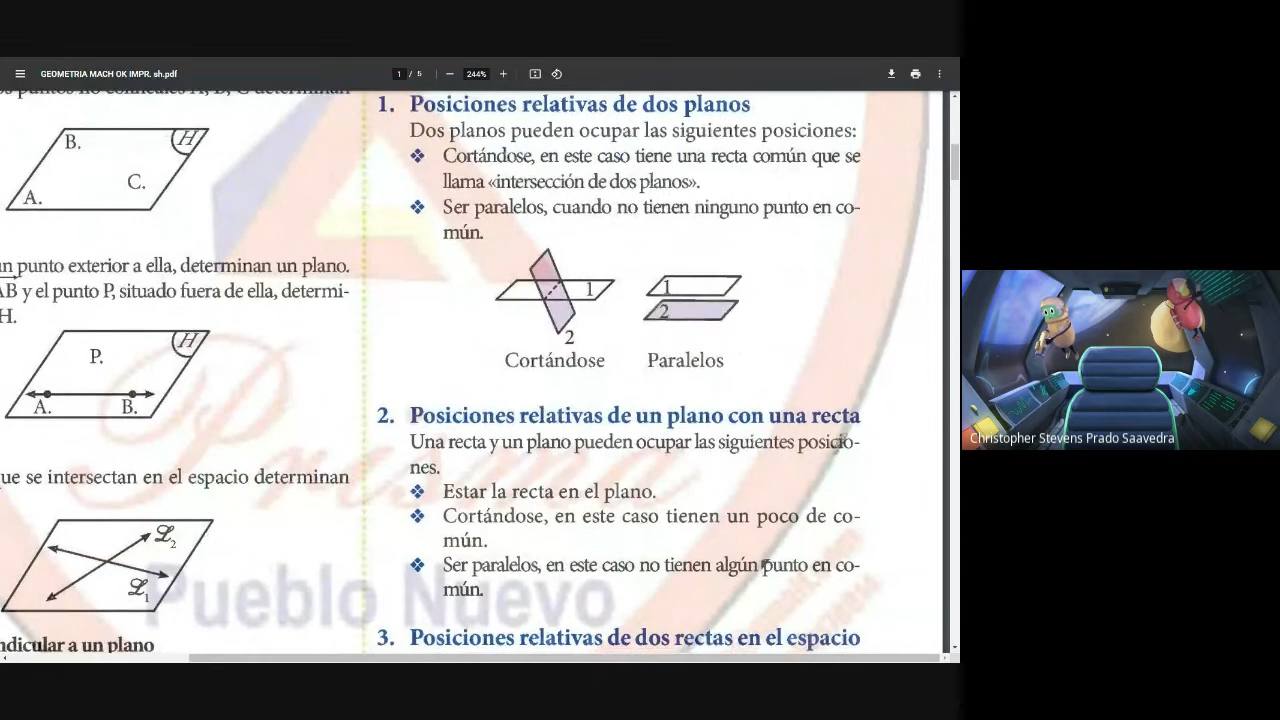 GEOMETRIA MACH OK IMPR. sh.pdf
1 / 5
244%
os puntos no colineales A, B, C determinan
B.
H
C.
A.
un punto exterior a ella, determinan un plano.
AB y el punto P, situado fuera de ella, determi-
H.
H
P.
A.
B.
que se intersectan en el espacio determinan
ℒ2
ℒ1
ndicular a un plano
1. Posiciones relativas de dos planos
Dos planos pueden ocupar las siguientes posiciones:
❖ Cortándose, en este caso tiene una recta común que se
llama «intersección de dos planos».
❖ Ser paralelos, cuando no tienen ninguno punto en co-
mún.
1
2
1
2
Cortándose
Paralelos
2. Posiciones relativas de un plano con una recta
Una recta y un plano pueden ocupar las siguientes posicio-
nes.
❖ Estar la recta en el plano.
❖ Cortándose, en este caso tienen un poco de co-
mún.
❖ Ser paralelos, en este caso no tienen algún punto en co-
mún.
3. Posiciones relativas de dos rectas en el espacio
Prisma
Pueblo Nuevo
Christopher Stevens Prado Saavedra